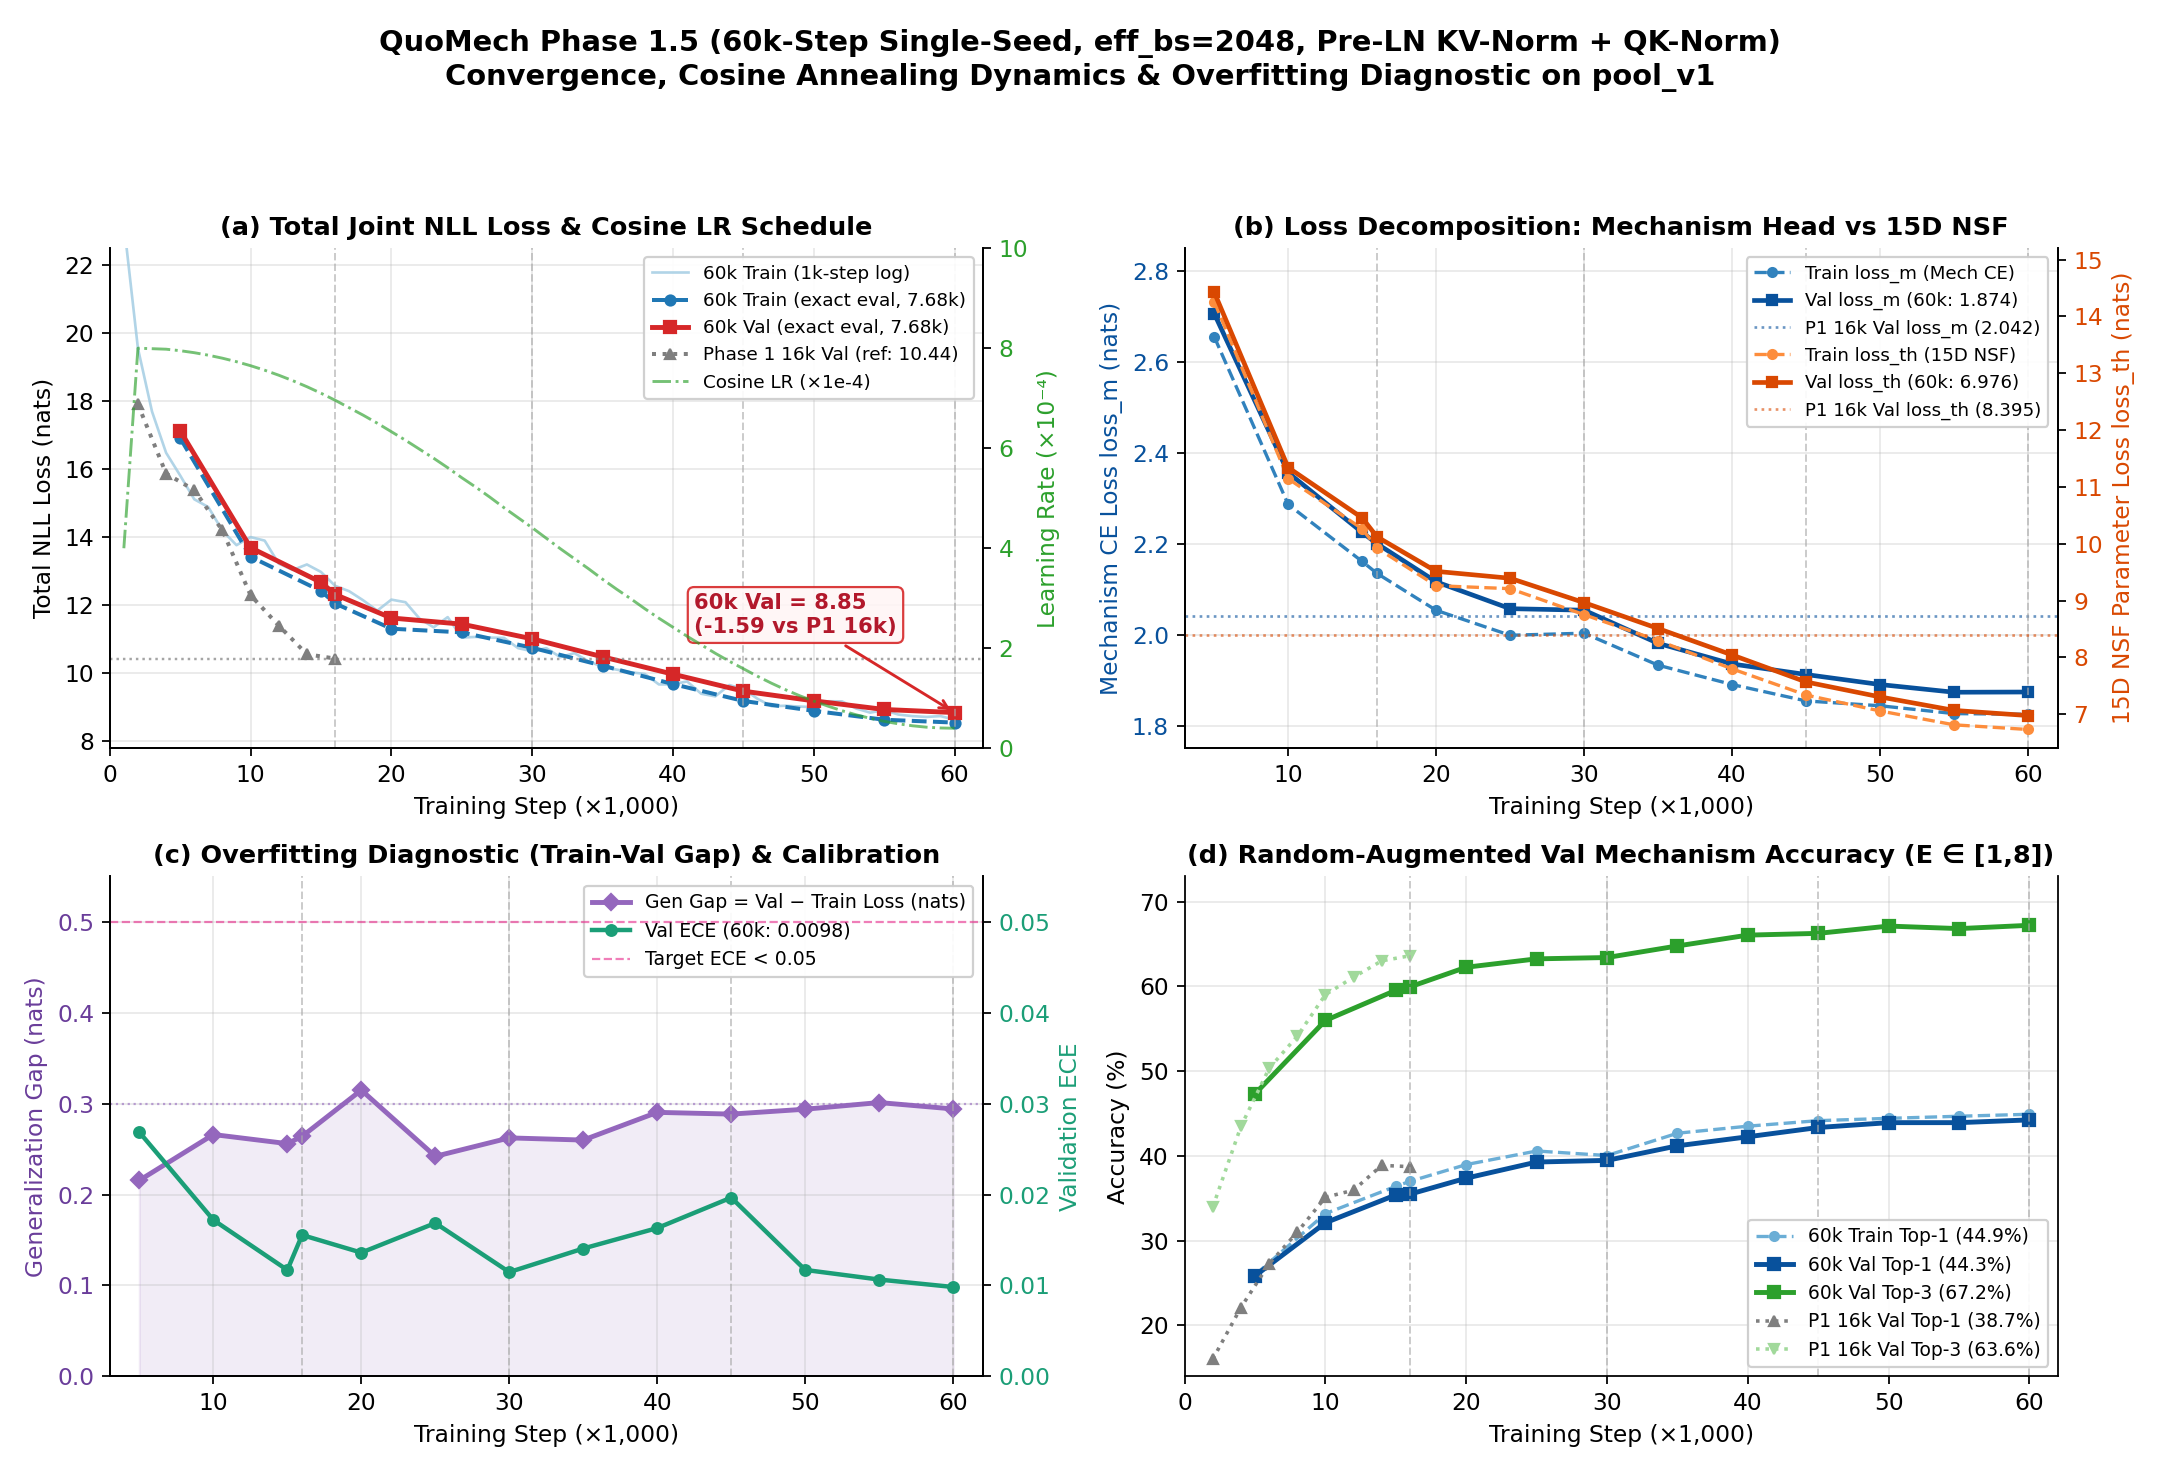 QuoMech Phase 1.5 (60k-Step Single-Seed, eff_bs=2048, Pre-LN KV-Norm + QK-Norm)
Convergence, Cosine Annealing Dynamics & Overfitting Diagnostic on pool_v1
(a) Total Joint NLL Loss & Cosine LR Schedule
Total NLL Loss (nats)
22
20
18
16
14
12
10
8
60k Train (1k-step log)
60k Train (exact eval, 7.68k)
60k Val (exact eval, 7.68k)
Phase 1 16k Val (ref: 10.44)
Cosine LR (×1e-4)
60k Val = 8.85
(-1.59 vs P1 16k)
10
8
6
4
2
0
Learning Rate (×10⁻⁴)
0 10 20 30 40 50 60
Training Step (×1,000)
(b) Loss Decomposition: Mechanism Head vs 15D NSF
Mechanism CE Loss loss_m (nats)
2.8
2.6
2.4
2.2
2.0
1.8
Train loss_m (Mech CE)
Val loss_m (60k: 1.874)
P1 16k Val loss_m (2.042)
Train loss_th (15D NSF)
Val loss_th (60k: 6.976)
P1 16k Val loss_th (8.395)
15
14
13
12
11
10
9
8
7
15D NSF Parameter Loss loss_th (nats)
10 20 30 40 50 60
Training Step (×1,000)
(c) Overfitting Diagnostic (Train-Val Gap) & Calibration
Generalization Gap (nats)
0.5
0.4
0.3
0.2
0.1
0.0
Gen Gap = Val − Train Loss (nats)
Val ECE (60k: 0.0098)
Target ECE < 0.05
0.05
0.04
0.03
0.02
0.01
0.00
Validation ECE
10 20 30 40 50 60
Training Step (×1,000)
(d) Random-Augmented Val Mechanism Accuracy (E ∈ [1,8])
Accuracy (%)
70
60
50
40
30
20
60k Train Top-1 (44.9%)
60k Val Top-1 (44.3%)
60k Val Top-3 (67.2%)
P1 16k Val Top-1 (38.7%)
P1 16k Val Top-3 (63.6%)
0 10 20 30 40 50 60
Training Step (×1,000)